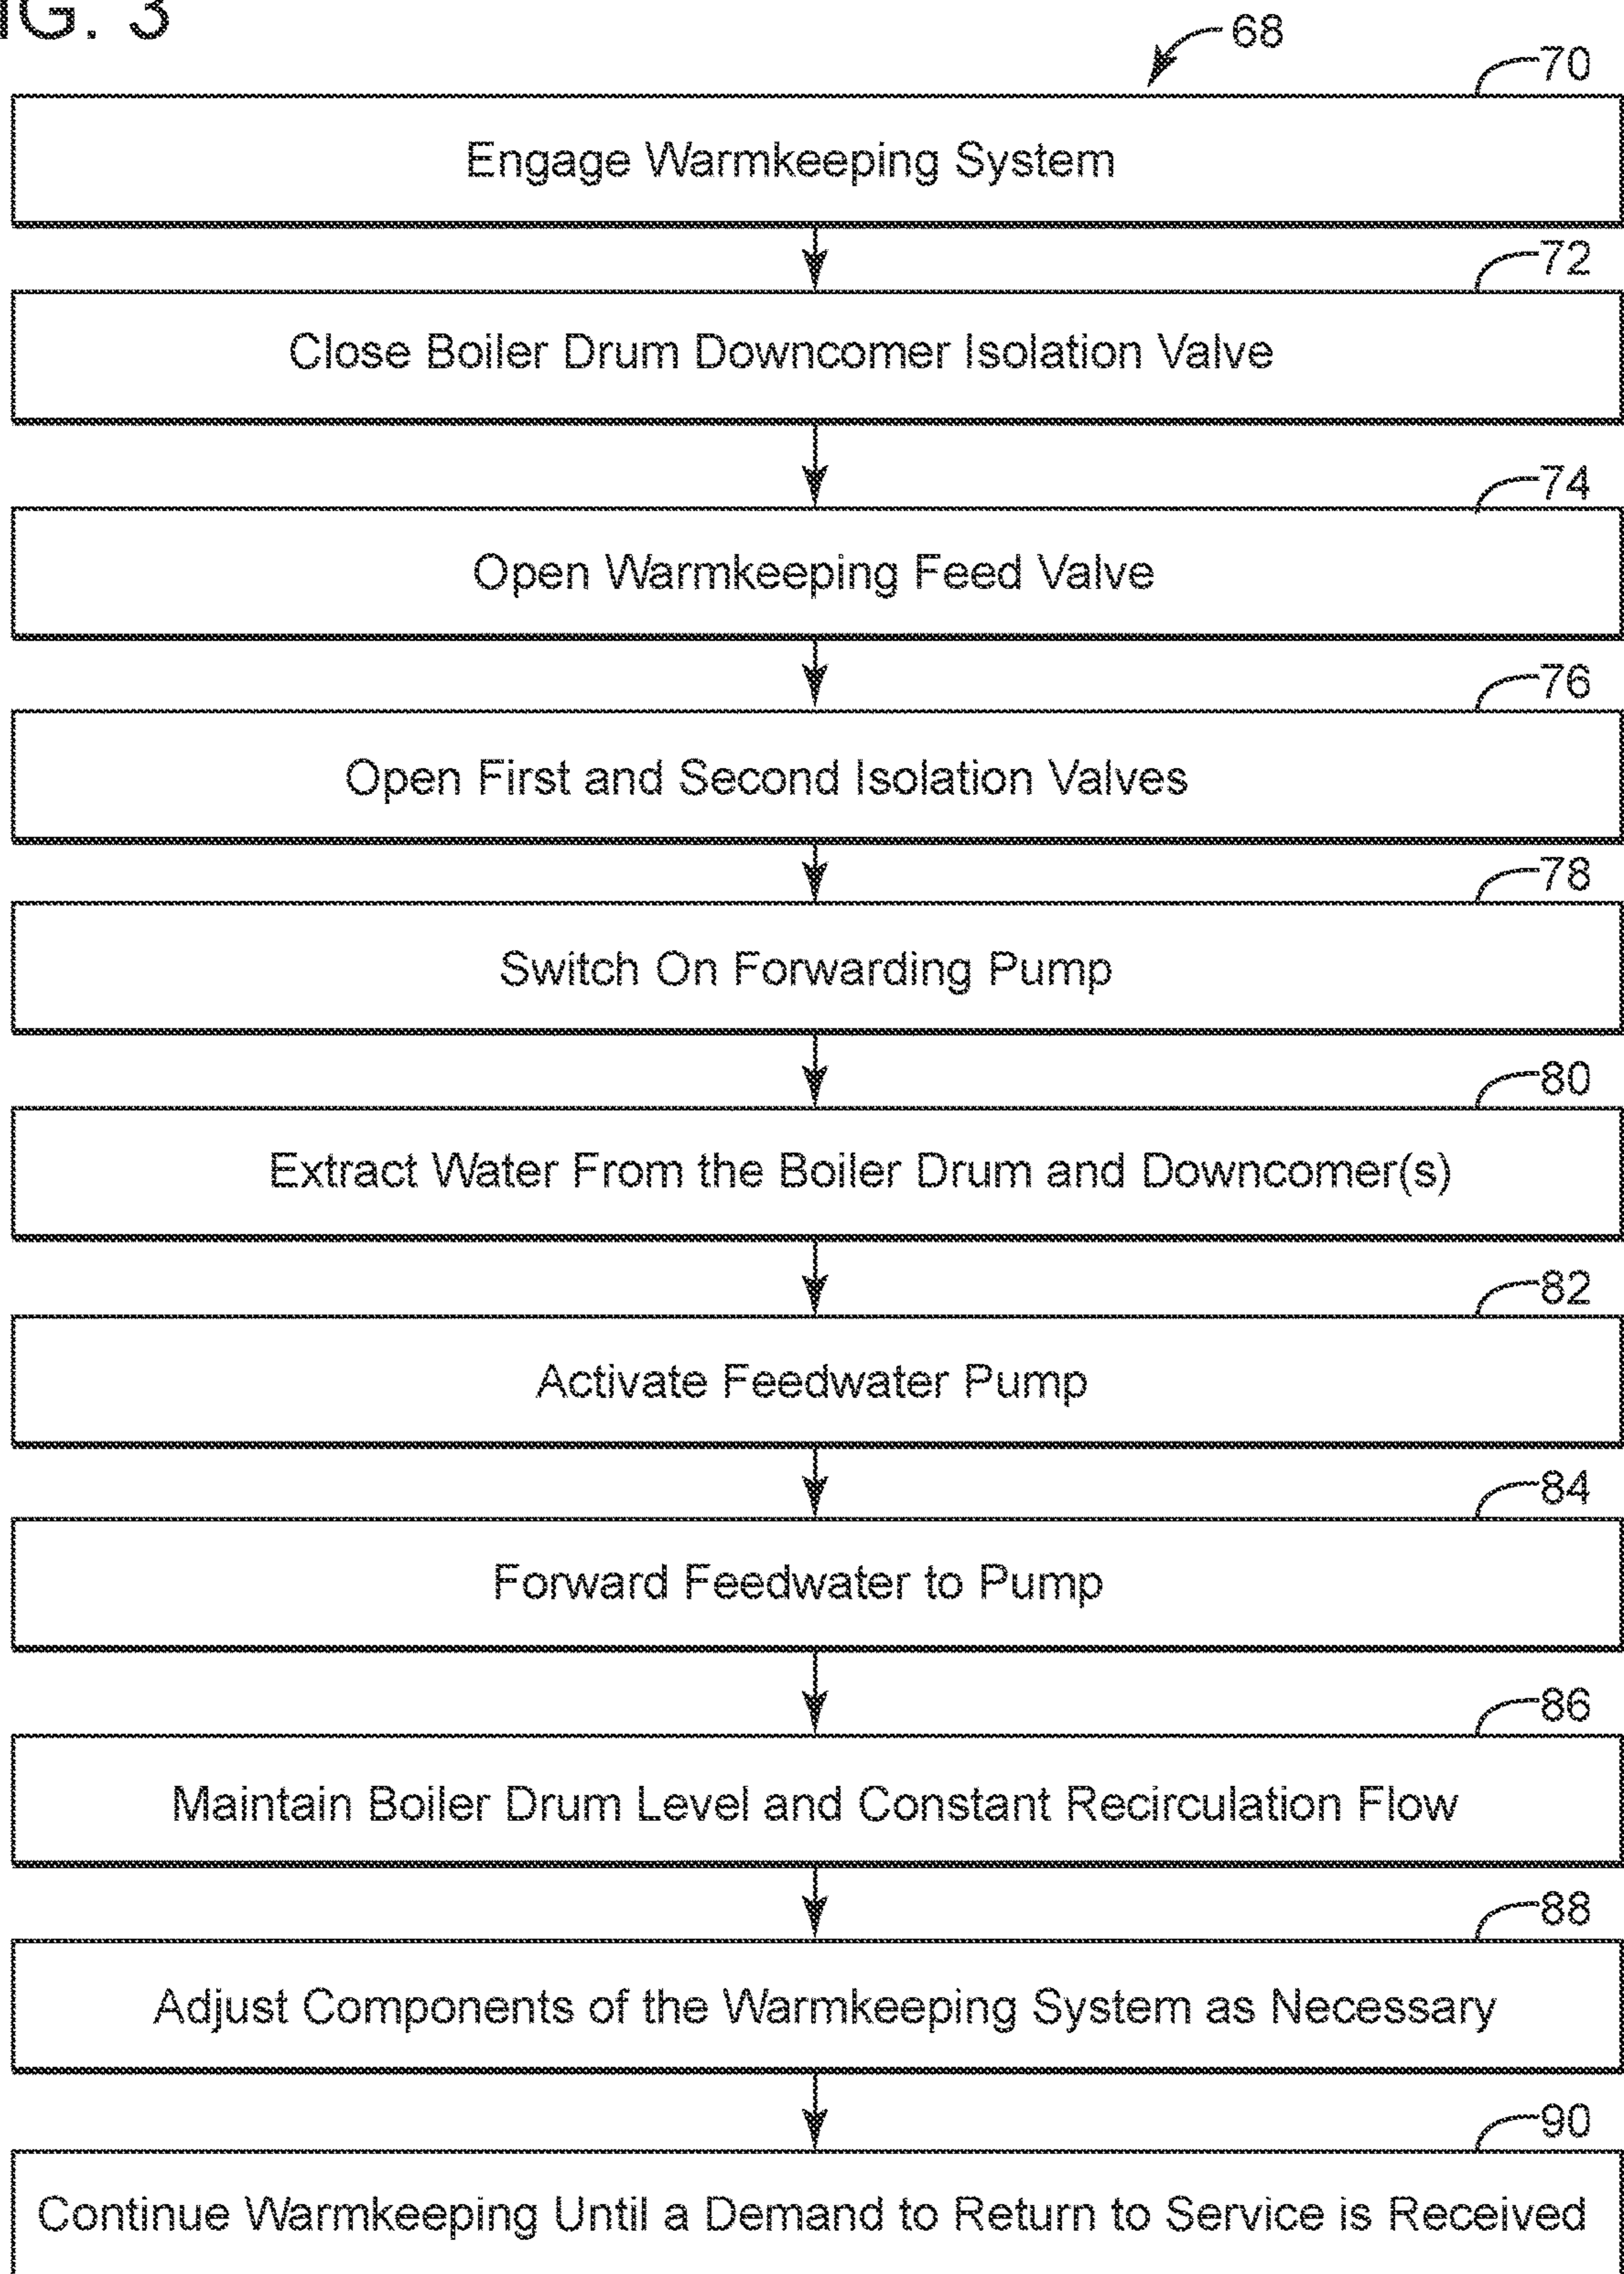 IG. 3
68
70
Engage Warmkeeping System
72
Close Boiler Drum Downcomer Isolation Valve
74
Open Warmkeeping Feed Valve
76
Open First and Second Isolation Valves
78
Switch On Forwarding Pump
80
Extract Water From the Boiler Drum and Downcomer(s)
82
Activate Feedwater Pump
84
Forward Feedwater to Pump
86
Maintain Boiler Drum Level and Constant Recirculation Flow
88
Adjust Components of the Warmkeeping System as Necessary
90
Continue Warmkeeping Until a Demand to Return to Service is Received